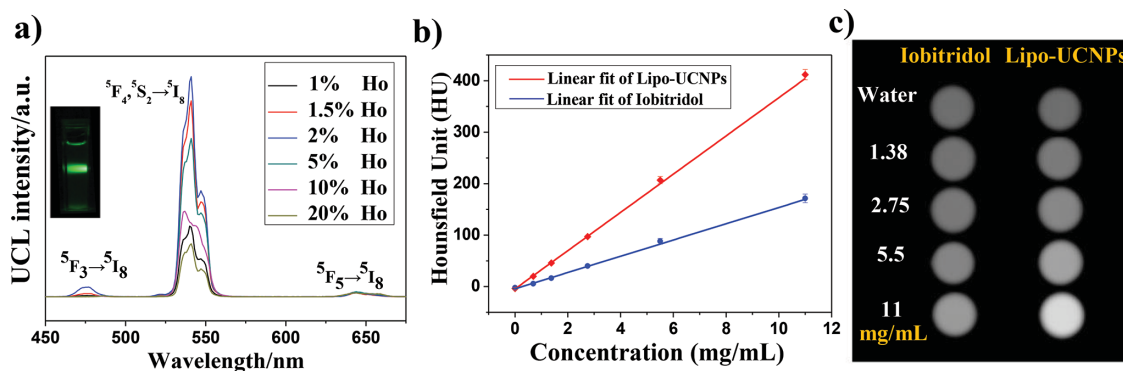 a)
UCL intensity/a.u.
⁵F₄,⁵S₂→⁵I₈
⁵F₃→⁵I₈
⁵F₅→⁵I₈
1% Ho
1.5% Ho
2% Ho
5% Ho
10% Ho
20% Ho
450 500 550 600 650
Wavelength/nm
b)
Hounsfield Unit (HU)
400
300
200
100
0
Linear fit of Lipo-UCNPs
Linear fit of Iobitridol
0 2 4 6 8 10 12
Concentration (mg/mL)
c)
Iobitridol Lipo-UCNPs
Water
1.38
2.75
5.5
11
mg/mL